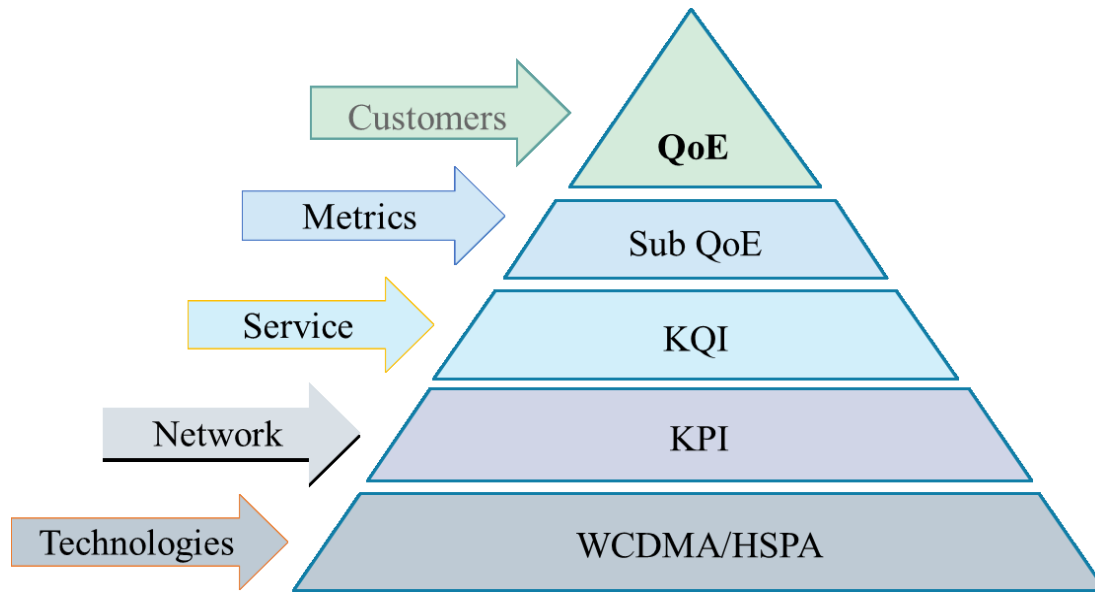 Customers
QoE
Metrics
Sub QoE
Service
KQI
Network
KPI
Technologies
WCDMA/HSPA